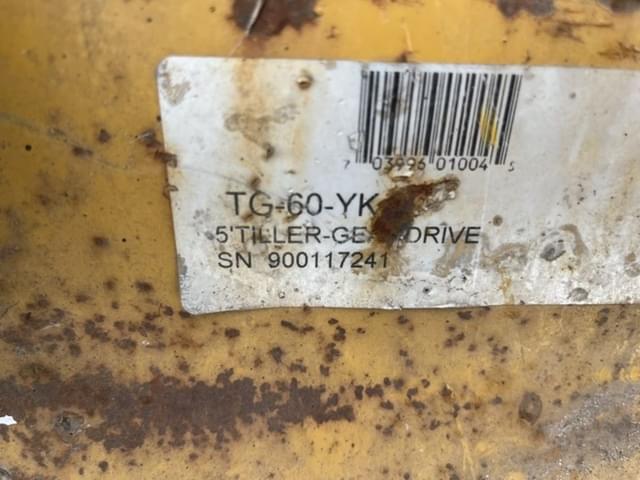 7 03996 01004 5
TG-60-YK
5'TILLER-GE DRIVE
SN 900117241